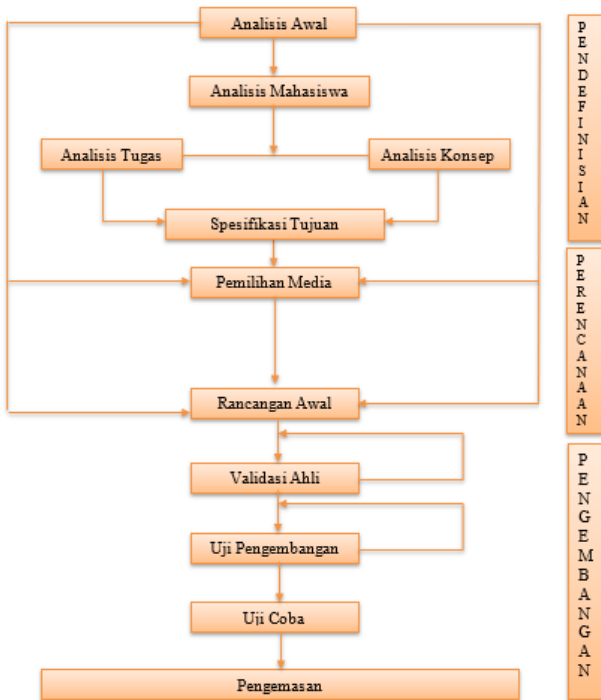 Analisis Awal
Analisis Mahasiswa
Analisis Tugas
Analisis Konsep
Spesifikasi Tujuan
Pemilihan Media
Rancangan Awal
Validasi Ahli
Uji Pengembangan
Uji Coba
Pengemasan
PENDEFINISIAN
PERENCANAAN
PENGEMBANGAN